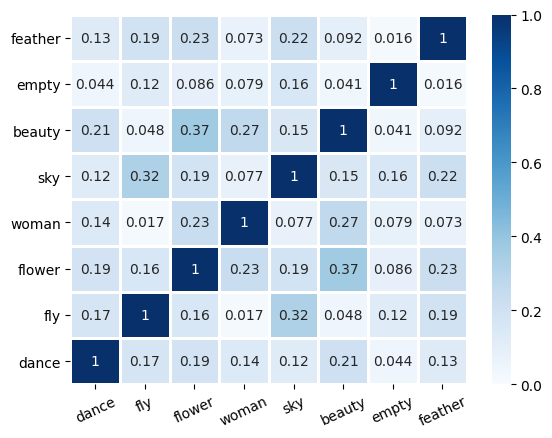 feather 0.13 0.19 0.23 0.073 0.22 0.092 0.016 1
empty 0.044 0.12 0.086 0.079 0.16 0.041 1 0.016
beauty 0.21 0.048 0.37 0.27 0.15 1 0.041 0.092
sky 0.12 0.32 0.19 0.077 1 0.15 0.16 0.22
woman 0.14 0.017 0.23 1 0.077 0.27 0.079 0.073
flower 0.19 0.16 1 0.23 0.19 0.37 0.086 0.23
fly 0.17 1 0.16 0.017 0.32 0.048 0.12 0.19
dance 1 0.17 0.19 0.14 0.12 0.21 0.044 0.13
dance fly flower woman sky beauty empty feather
1.0
0.8
0.6
0.4
0.2
0.0